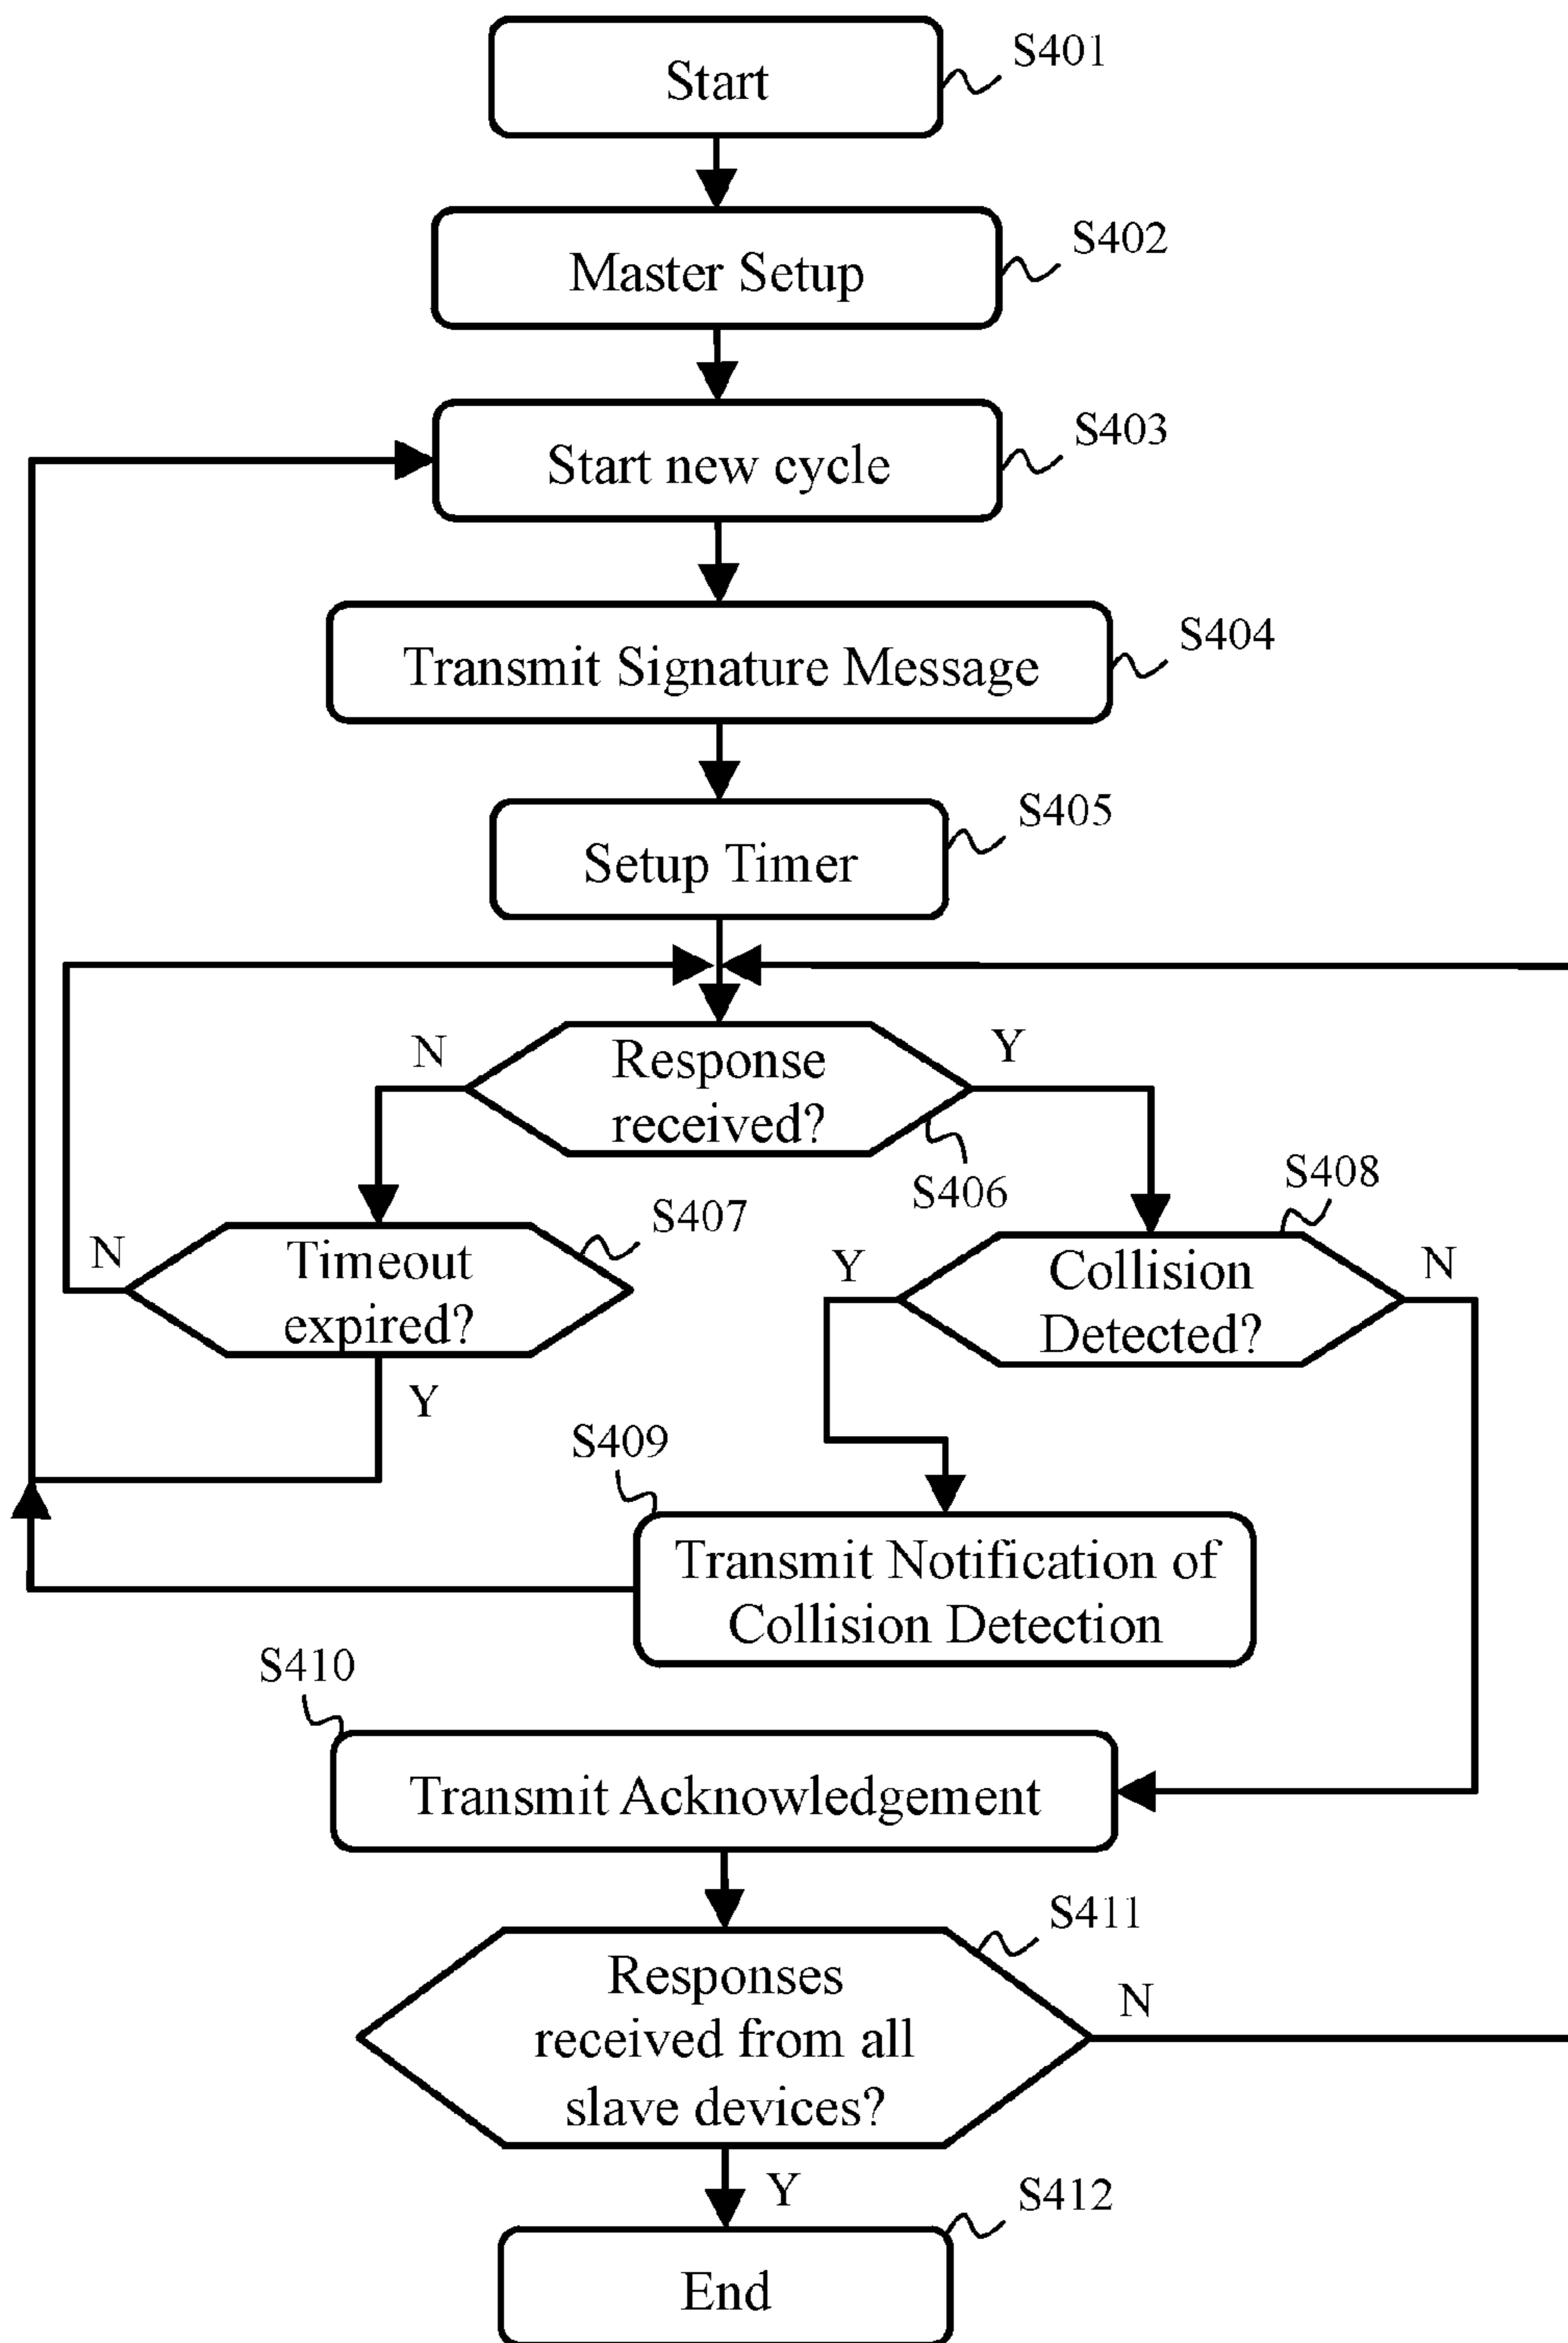 Start
S401
Master Setup
S402
Start new cycle
S403
Transmit Signature Message
S404
Setup Timer
S405
N
Response
received?
Y
S406
N
Timeout
expired?
S407
Y
Y
Collision
Detected?
S408
N
S409
Transmit Notification of
Collision Detection
S410
Transmit Acknowledgement
Responses
received from all
slave devices?
S411
N
Y
S412
End